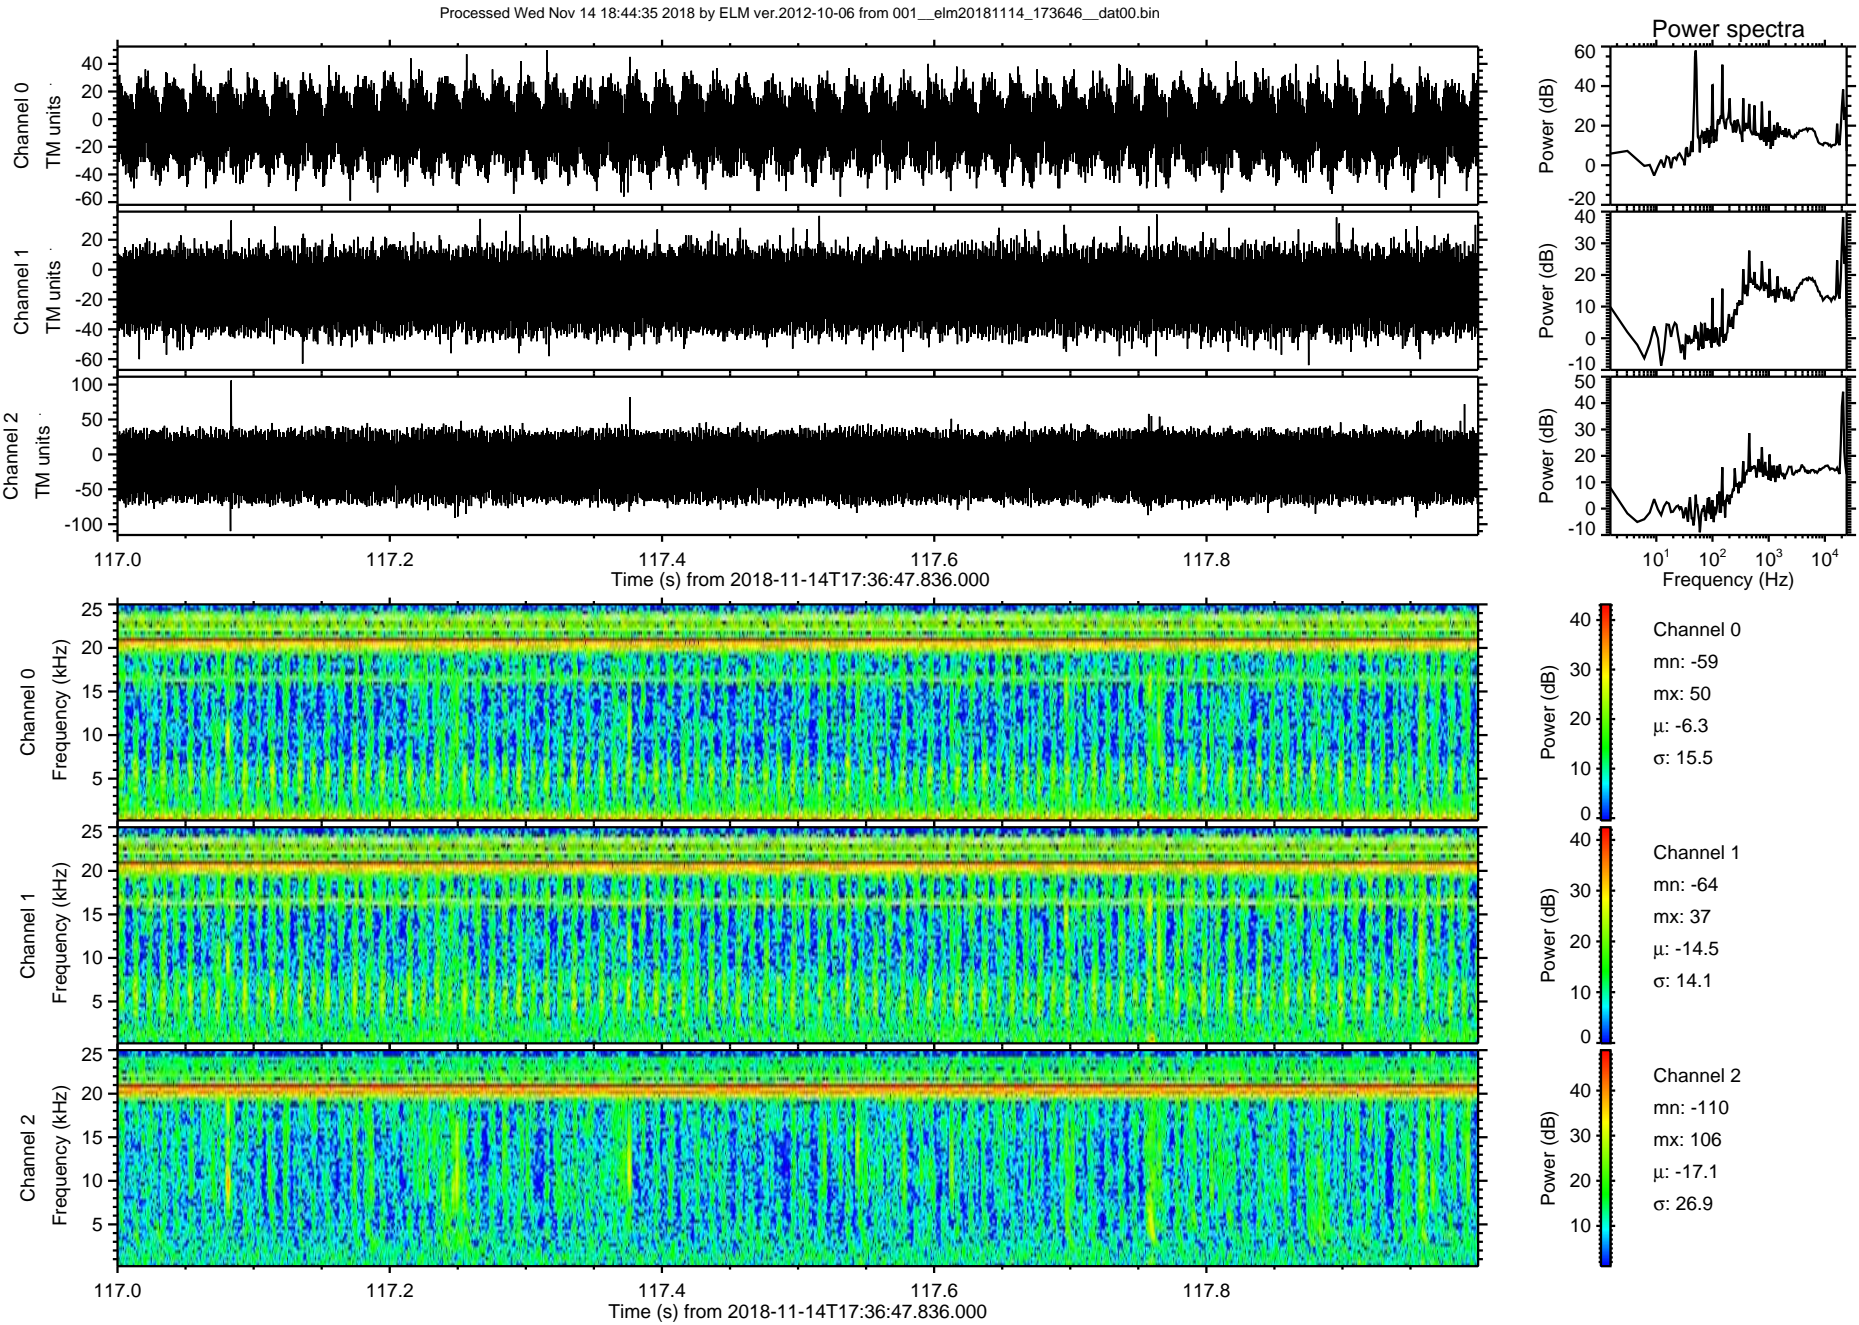 Processed Wed Nov 14 18:44:35 2018 by ELM ver.2012-10-06 from 001__elm20181114_173646__dat00.bin
Power spectra
Channel 0
TM units
40
20
0
-20
-40
-60
Power (dB)
60
40
20
0
-20
Channel 1
TM units
20
0
-20
-40
-60
Power (dB)
40
30
20
10
0
-10
Channel 2
TM units
100
50
0
-50
-100
Power (dB)
50
40
30
20
10
0
-10
117.0 117.2 117.4 117.6 117.8
Time (s) from 2018-11-14T17:36:47.836.000
10^1 10^2 10^3 10^4
Frequency (Hz)
Channel 0
Frequency (kHz)
25
20
15
10
5
Power (dB)
40
30
20
10
0
Channel 0
mn: -59
mx: 50
μ: -6.3
σ: 15.5
Channel 1
Frequency (kHz)
25
20
15
10
5
Power (dB)
40
30
20
10
0
Channel 1
mn: -64
mx: 37
μ: -14.5
σ: 14.1
Channel 2
Frequency (kHz)
25
20
15
10
5
Power (dB)
40
30
20
10
Channel 2
mn: -110
mx: 106
μ: -17.1
σ: 26.9
117.0 117.2 117.4 117.6 117.8
Time (s) from 2018-11-14T17:36:47.836.000